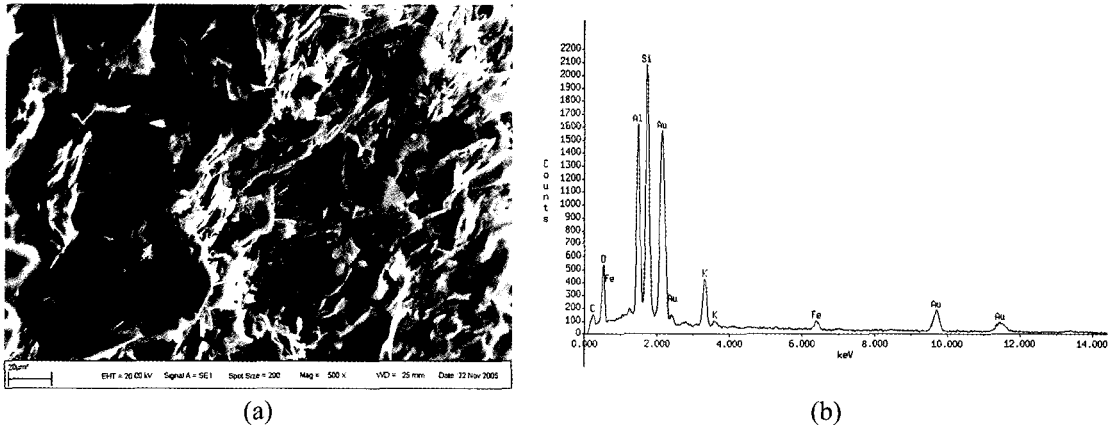 20µm
EHT = 20.00 kV Signal A = SE1 Spot Size = 200 Mag = 500 X WD = 25 mm Date :22 Nov 2005
(a)
Counts
2200
2100
2000
1900
1800
1700
1600
1500
1400
1300
1200
1100
1000
900
800
700
600
500
400
300
200
100
0
C
O
Fe
Al
Si
Au
Au
K
K
Fe
Au
Au
0.000 2.000 4.000 6.000 8.000 10.000 12.000 14.000
keV
(b)